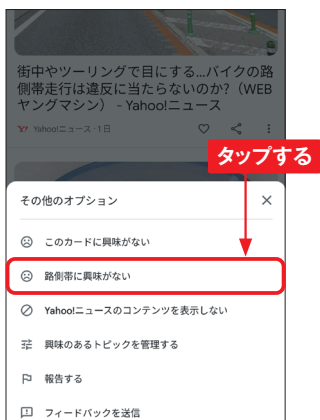 街中やツーリングで目にする...バイクの路
側帯走行は違反に当たらないのか?（WEB
ヤングマシン） - Yahoo!ニュース
Y! Yahoo!ニュース・1日
タップする
その他のオプション
このカードに興味がない
路側帯に興味がない
Yahoo!ニュースのコンテンツを表示しない
興味のあるトピックを管理する
報告する
フィードバックを送信